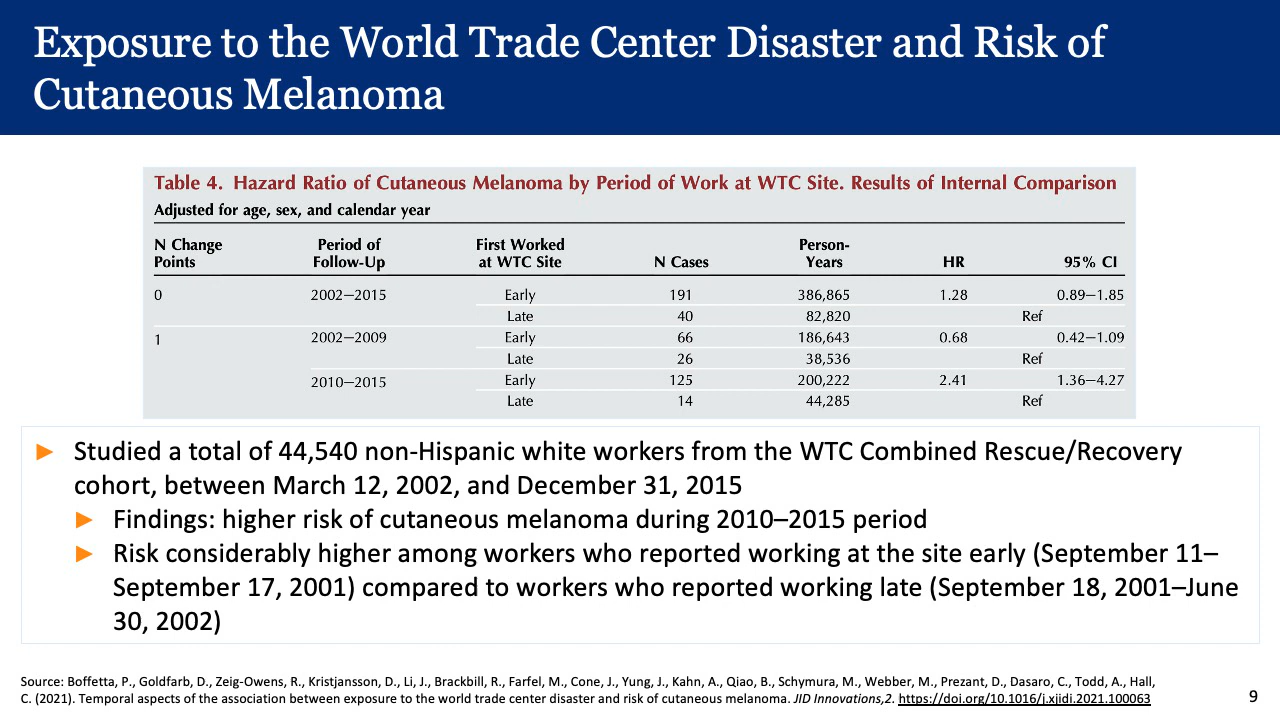 Exposure to the World Trade Center Disaster and Risk of
Cutaneous Melanoma
Table 4. Hazard Ratio of Cutaneous Melanoma by Period of Work at WTC Site. Results of Internal Comparison
Adjusted for age, sex, and calendar year
N Change Points Period of Follow-Up First Worked at WTC Site N Cases Person-Years HR 95% CI
0 2002–2015 Early 191 386,865 1.28 0.89–1.85
Late 40 82,820 Ref
1 2002–2009 Early 66 186,643 0.68 0.42–1.09
Late 26 38,536 Ref
2010–2015 Early 125 200,222 2.41 1.36–4.27
Late 14 44,285 Ref
► Studied a total of 44,540 non-Hispanic white workers from the WTC Combined Rescue/Recovery
cohort, between March 12, 2002, and December 31, 2015
► Findings: higher risk of cutaneous melanoma during 2010–2015 period
► Risk considerably higher among workers who reported working at the site early (September 11–
September 17, 2001) compared to workers who reported working late (September 18, 2001–June
30, 2002)
Source: Boffetta, P., Goldfarb, D., Zeig-Owens, R., Kristjansson, D., Li, J., Brackbill, R., Farfel, M., Cone, J., Yung, J., Kahn, A., Qiao, B., Schymura, M., Webber, M., Prezant, D., Dasaro, C., Todd, A., Hall,
C. (2021). Temporal aspects of the association between exposure to the world trade center disaster and risk of cutaneous melanoma. JID Innovations,2. https://doi.org/10.1016/j.xjidi.2021.100063
9